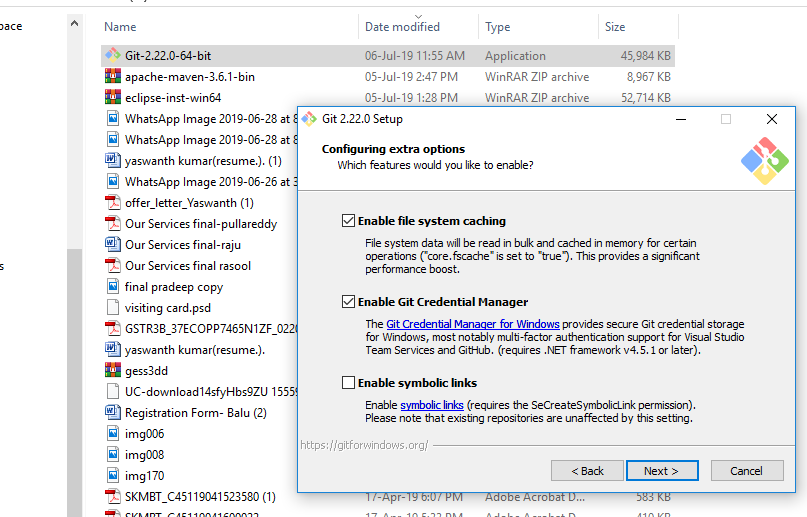 pace
Name Date modified Type Size
Git-2.22.0-64-bit 06-Jul-19 11:55 AM Application 45,984 KB
apache-maven-3.6.1-bin 05-Jul-19 2:47 PM WinRAR ZIP archive 8,967 KB
eclipse-inst-win64 05-Jul-19 1:28 PM WinRAR ZIP archive 52,714 KB
WhatsApp Image 2019-06-28 at 8
WhatsApp Image 2019-06-28 at 8
yaswanth kumar(resume.). (1)
WhatsApp Image 2019-06-26 at 3
offer_letter_Yaswanth (1)
Our Services final-pullareddy
Our Services final-raju
s
Our Services final rasool
final pradeep copy
visiting card.psd
GSTR3B_37ECOPP7465N1ZF_0220
yaswanth kumar(resume.).
gess3dd
UC-download14sfyHbs9ZU 15559
Registration Form- Balu (2)
img006
img008
img170
SKMBT_C45119041523580 (1) 17-Apr-19 6:07 PM Adobe Acrobat D... 583 KB
Git 2.22.0 Setup
Configuring extra options
Which features would you like to enable?
Enable file system caching
File system data will be read in bulk and cached in memory for certain
operations ("core.fscache" is set to "true"). This provides a significant
performance boost.
Enable Git Credential Manager
The Git Credential Manager for Windows provides secure Git credential storage
for Windows, most notably multi-factor authentication support for Visual Studio
Team Services and GitHub. (requires .NET framework v4.5.1 or later).
Enable symbolic links
Enable symbolic links (requires the SeCreateSymbolicLink permission).
Please note that existing repositories are unaffected by this setting.
https://gitforwindows.org/
< Back Next > Cancel